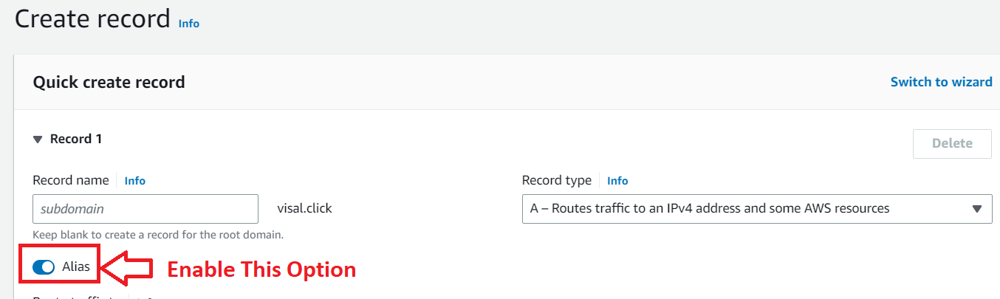 Create record Info
Quick create record
Switch to wizard
Record 1
Delete
Record name Info
Record type Info
subdomain
visal.click
A – Routes traffic to an IPv4 address and some AWS resources
Keep blank to create a record for the root domain.
Alias
Enable This Option